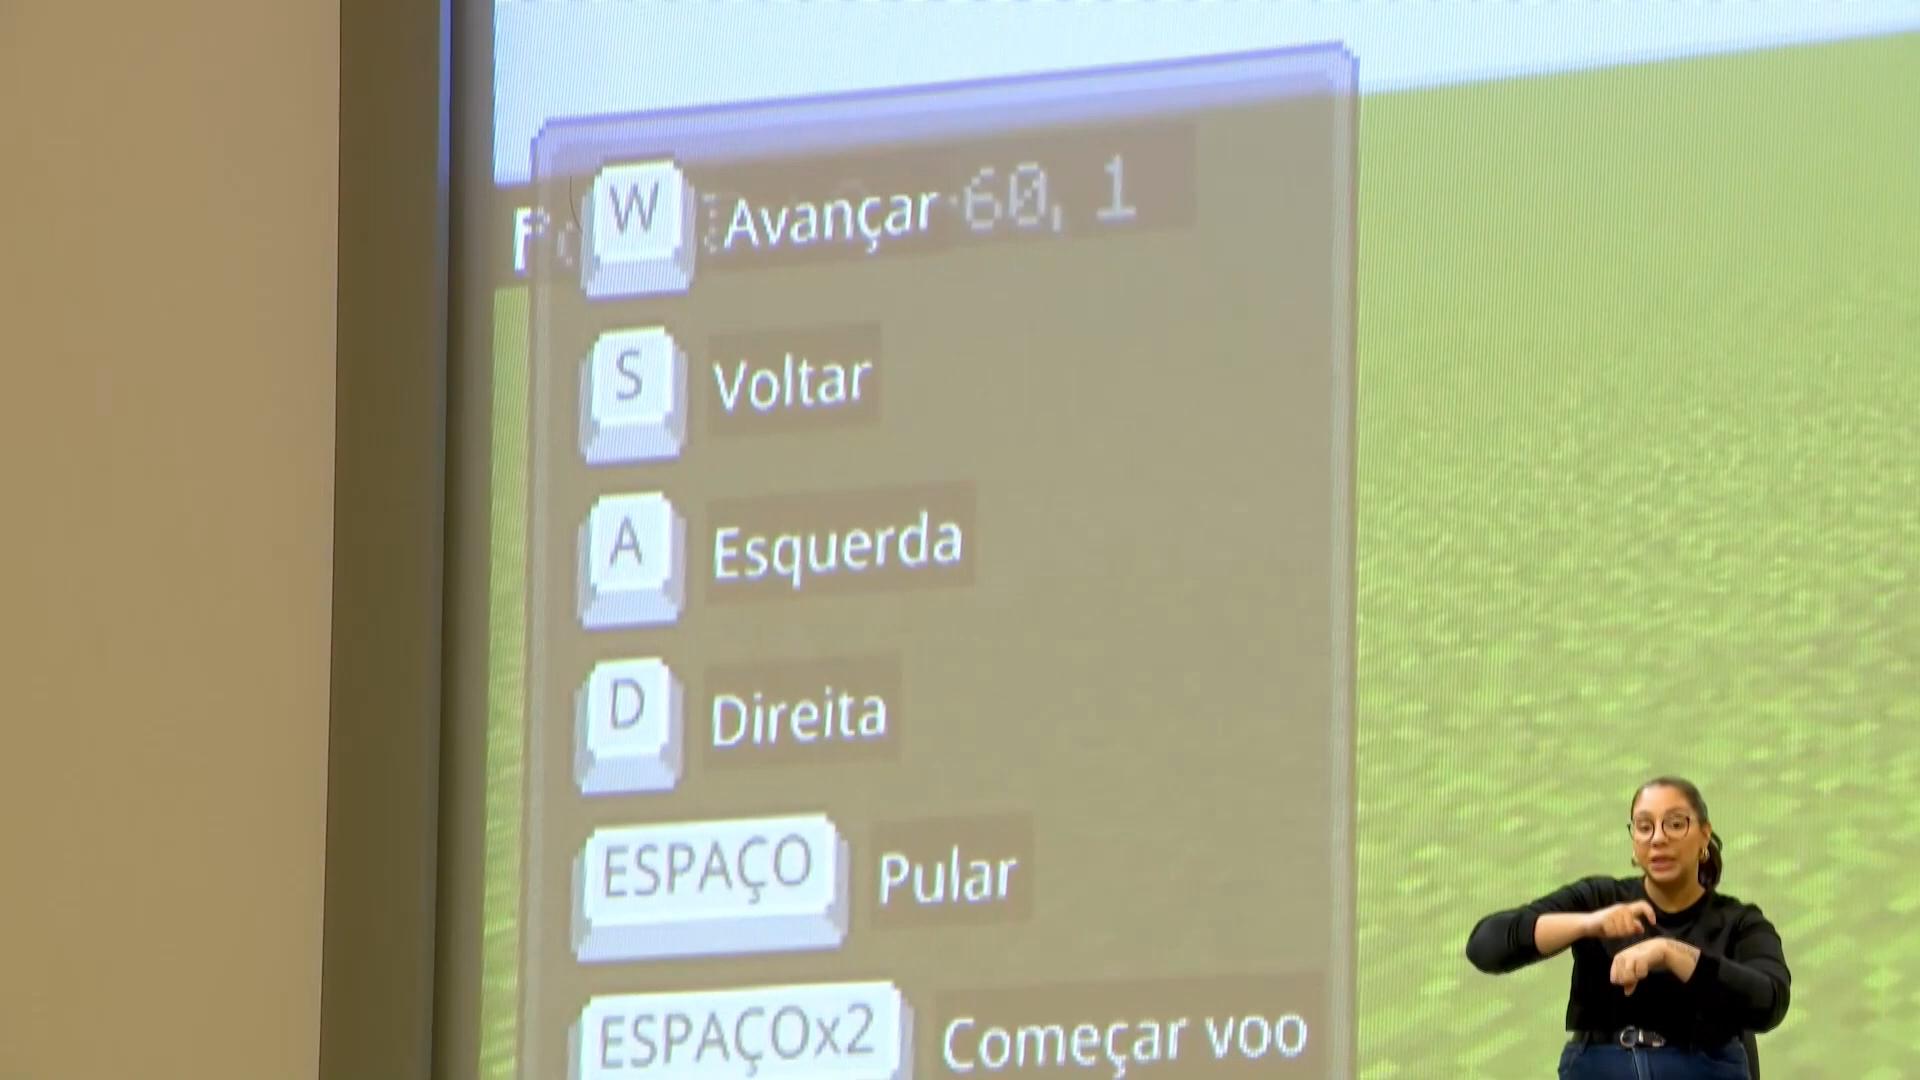 W Avançar 60, 1
S Voltar
A Esquerda
D Direita
ESPAÇO Pular
ESPAÇOx2 Começar voo